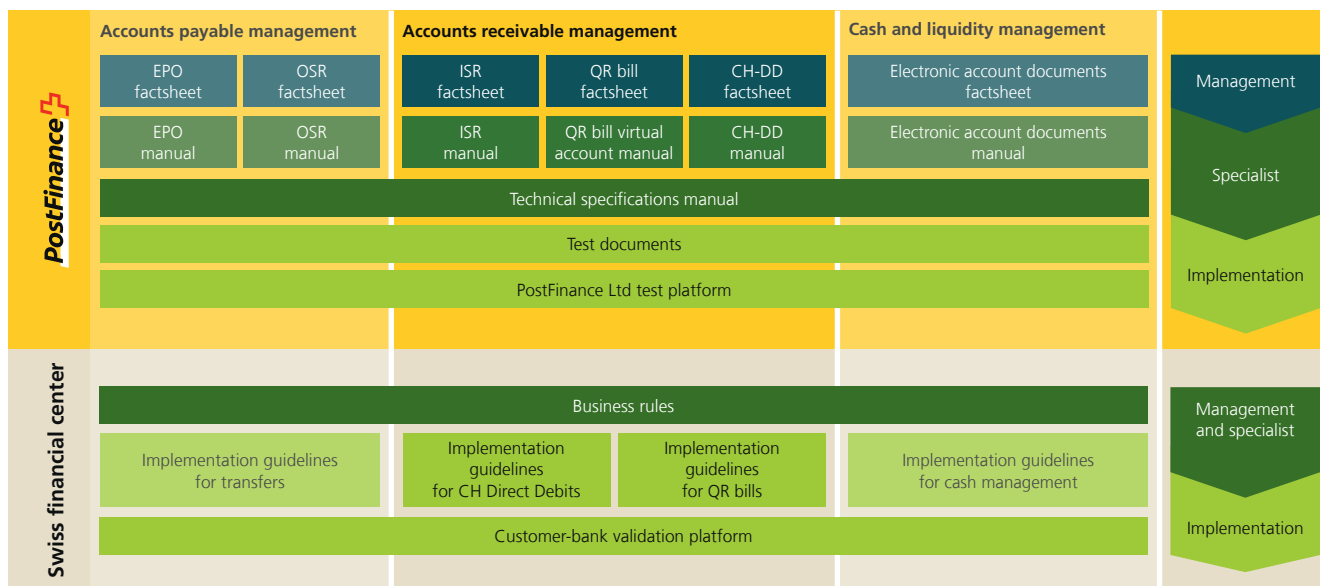 Accounts payable management
Accounts receivable management
Cash and liquidity management
EPO
factsheet
OSR
factsheet
ISR
factsheet
QR bill
factsheet
CH-DD
factsheet
Electronic account documents
factsheet
Management
EPO
manual
OSR
manual
ISR
manual
QR bill virtual
account manual
CH-DD
manual
Electronic account documents
manual
PostFinance
Technical specifications manual
Specialist
Test documents
PostFinance Ltd test platform
Implementation
Swiss financial center
Business rules
Management
and specialist
Implementation guidelines
for transfers
Implementation
guidelines
for CH Direct Debits
Implementation
guidelines
for QR bills
Implementation guidelines
for cash management
Customer-bank validation platform
Implementation